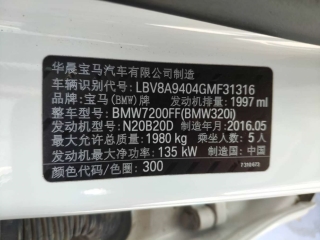 华晨宝马汽车有限公司制造
车辆识别代号: LBV8A9404GMF31316
品牌: 宝马(BMW)牌 发动机排量: 1997 ml
整车型号: BMW7200FF(BMW320i)
发动机型号: N20B20D 制造年月: 2016.05
最大允许总质量: 1980 kg 乘坐人数: 5 人
发动机最大净功率: 135 kW 制造国: 中国
颜色代码/色圈: 300